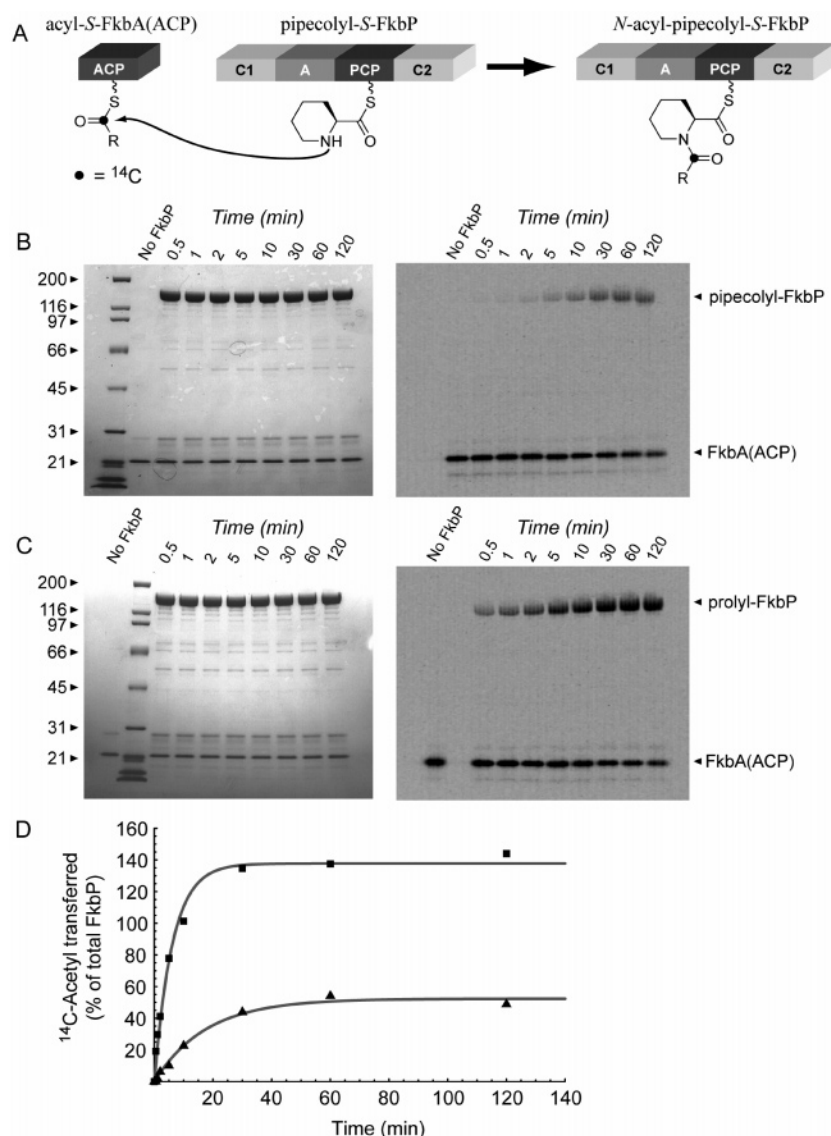 A
acyl-S-FkbA(ACP) pipecolyl-S-FkbP N-acyl-pipecolyl-S-FkbP
ACP C1 A PCP C2 C1 A PCP C2
S S S
O R NH O N O
R O
● = ¹⁴C
B
Time (min) Time (min)
No FkbP 0.5 1 2 5 10 30 60 120 No FkbP 0.5 1 2 5 10 30 60 120
200
116
97
66
45
31
21
pipecolyl-FkbP
FkbA(ACP)
C
Time (min) Time (min)
No FkbP 0.5 1 2 5 10 30 60 120 No FkbP 0.5 1 2 5 10 30 60 120
200
116
97
66
45
31
21
prolyl-FkbP
FkbA(ACP)
D
¹⁴C-Acetyl transferred
(% of total FkbP)
160
140
120
100
80
60
40
20
20 40 60 80 100 120 140
Time (min)